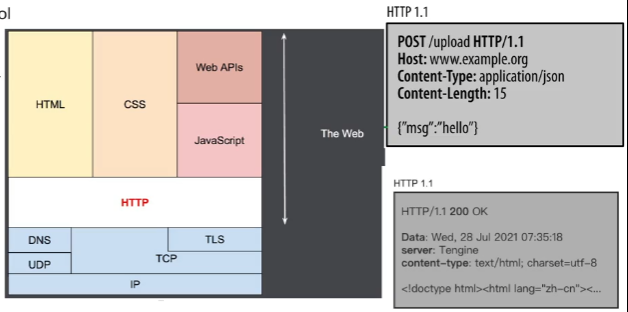 ol
HTML
CSS
Web APIs
JavaScript
The Web
HTTP
DNS
TLS
UDP
TCP
IP
HTTP 1.1
POST /upload HTTP/1.1
Host: www.example.org
Content-Type: application/json
Content-Length: 15
{"msg":"hello"}
HTTP 1.1
HTTP/1.1 200 OK
Data: Wed, 28 Jul 2021 07:35:18
server: Tengine
content-type: text/html; charset=utf-8
<!doctype html><html lang="zh-cn"><...